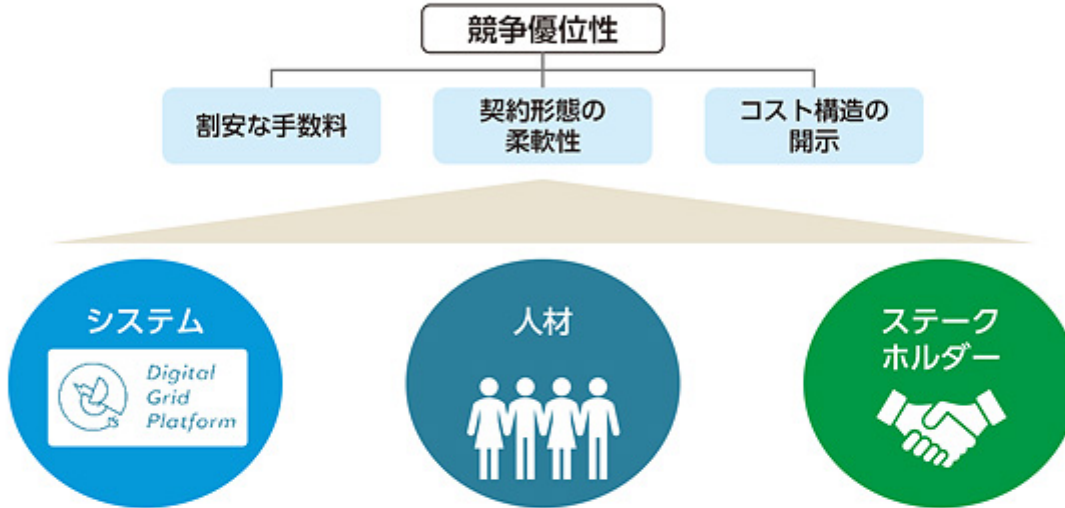 競争優位性
割安な手数料
契約形態の
柔軟性
コスト構造の
開示
システム
Digital
Grid
Platform
人材
ステーク
ホルダー